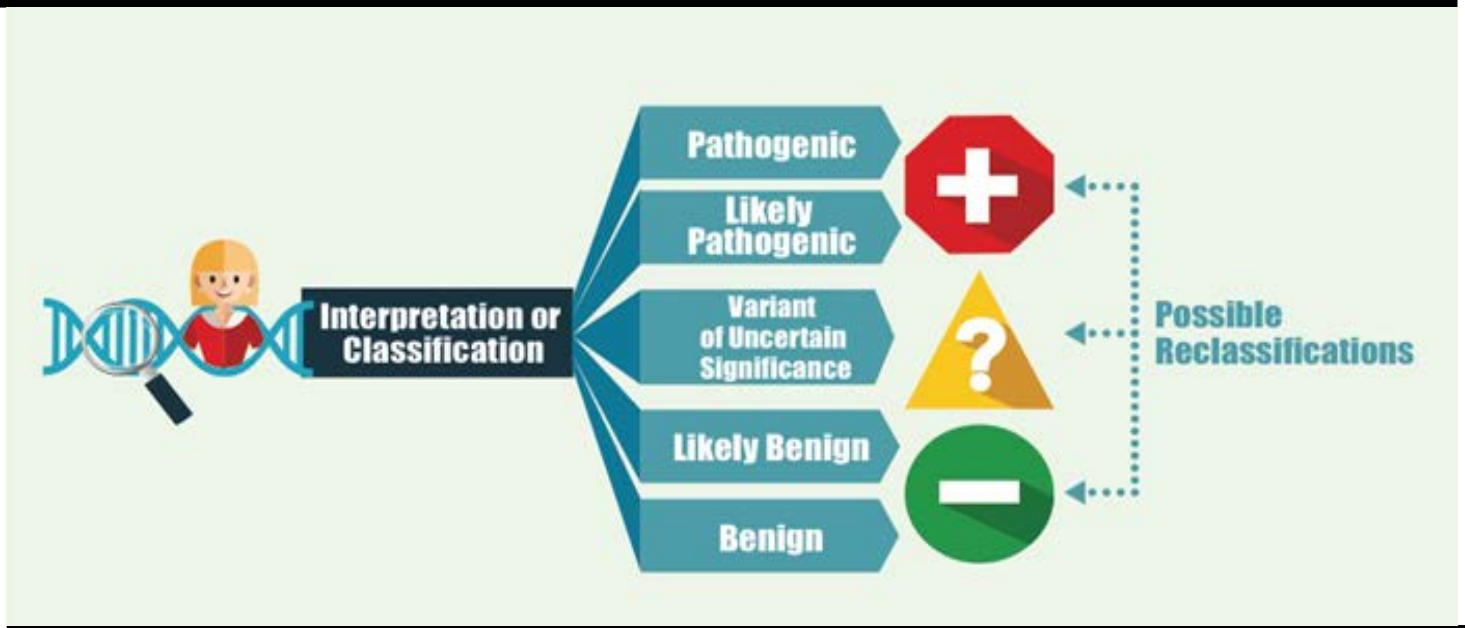 Interpretation or
Classification
Pathogenic
Likely
Pathogenic
Variant
of Uncertain
Significance
Likely Benign
Benign
Possible
Reclassifications